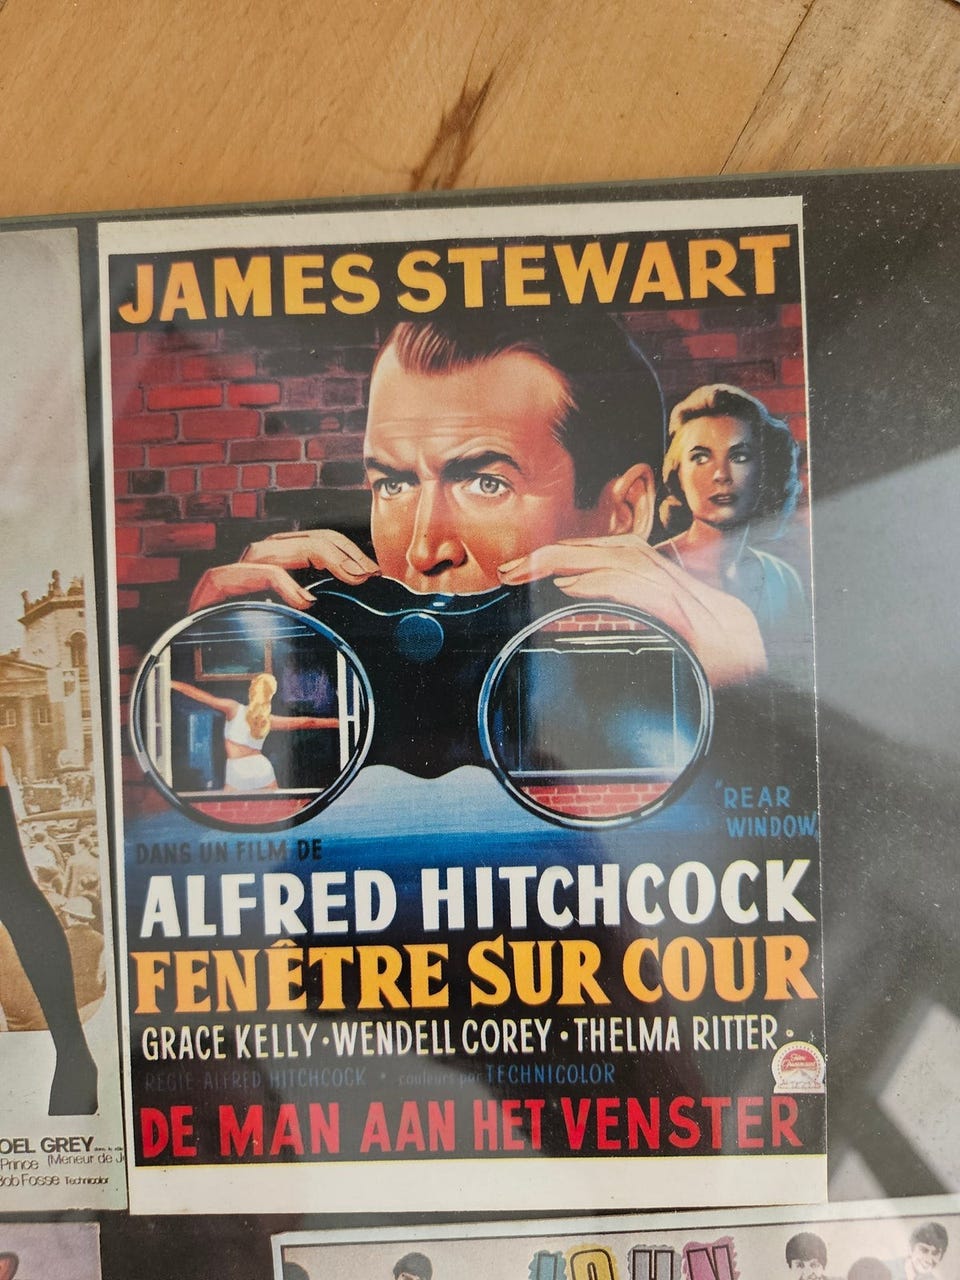 JAMES STEWART
"REAR
WINDOW
DANS UN FILM DE
ALFRED HITCHCOCK
FENÊTRE SUR COUR
GRACE KELLY · WENDELL COREY · THELMA RITTER
REGIE ALFRED HITCHCOCK couleurs par TECHNICOLOR
DE MAN AAN HET VENSTER
OEL GREY
Prince (Meneur de J
Bob Fosse Technicolor
JOHN